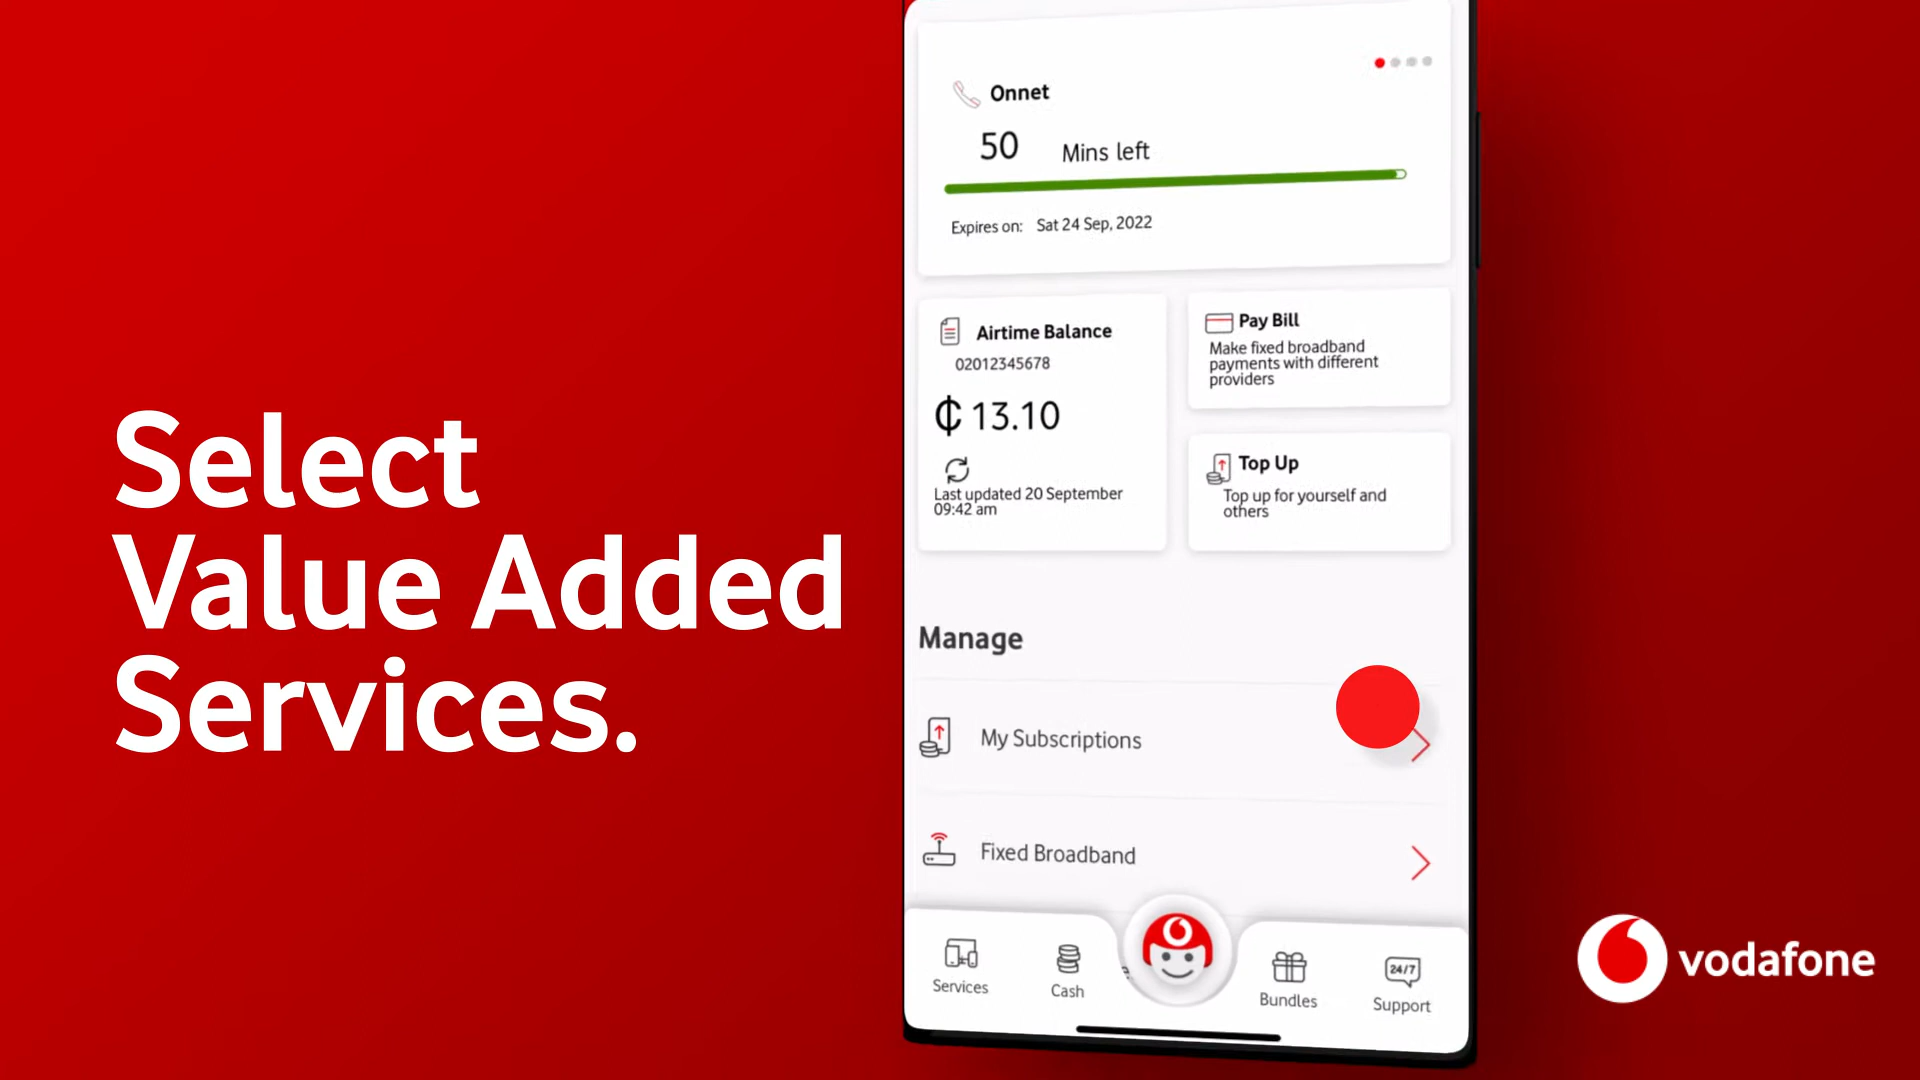 Select
Value Added
Services.
Onnet
50 Mins left
Expires on: Sat 24 Sep, 2022
Airtime Balance
02012345678
₵ 13.10
Last updated 20 September
09:42 am
Pay Bill
Make fixed broadband
payments with different
providers
Top Up
Top up for yourself and
others
Manage
My Subscriptions
Fixed Broadband
Services
Cash
Bundles
24/7
Support
vodafone